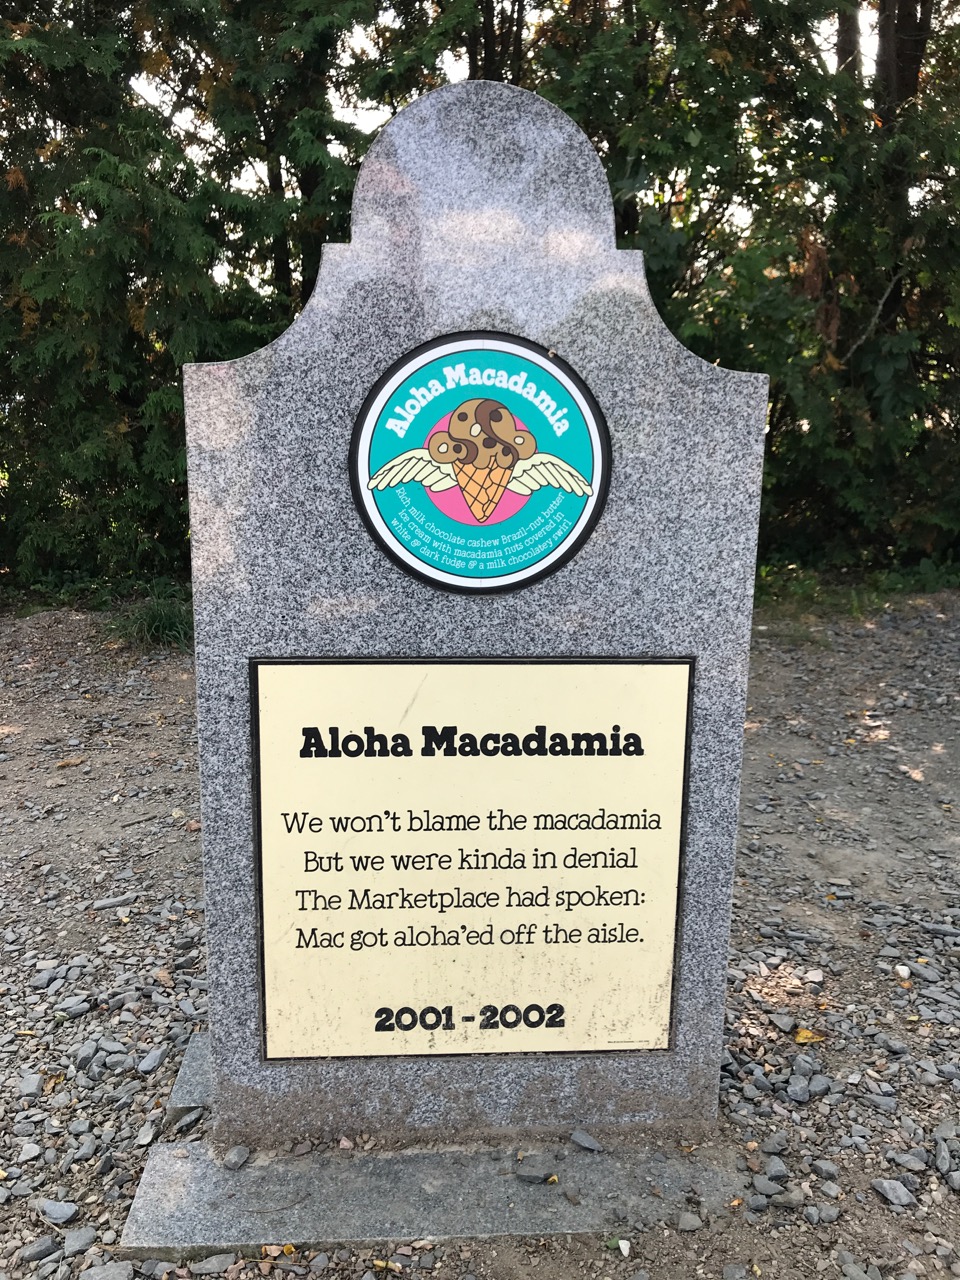 Aloha Macadamia
Rich milk chocolate cashew Brazil-nut butter
ice cream with macadamia nuts covered in
white & dark fudge & a milk chocolatey swirl
Aloha Macadamia
We won't blame the macadamia
But we were kinda in denial
The Marketplace had spoken:
Mac got aloha'ed off the aisle.
2001 - 2002